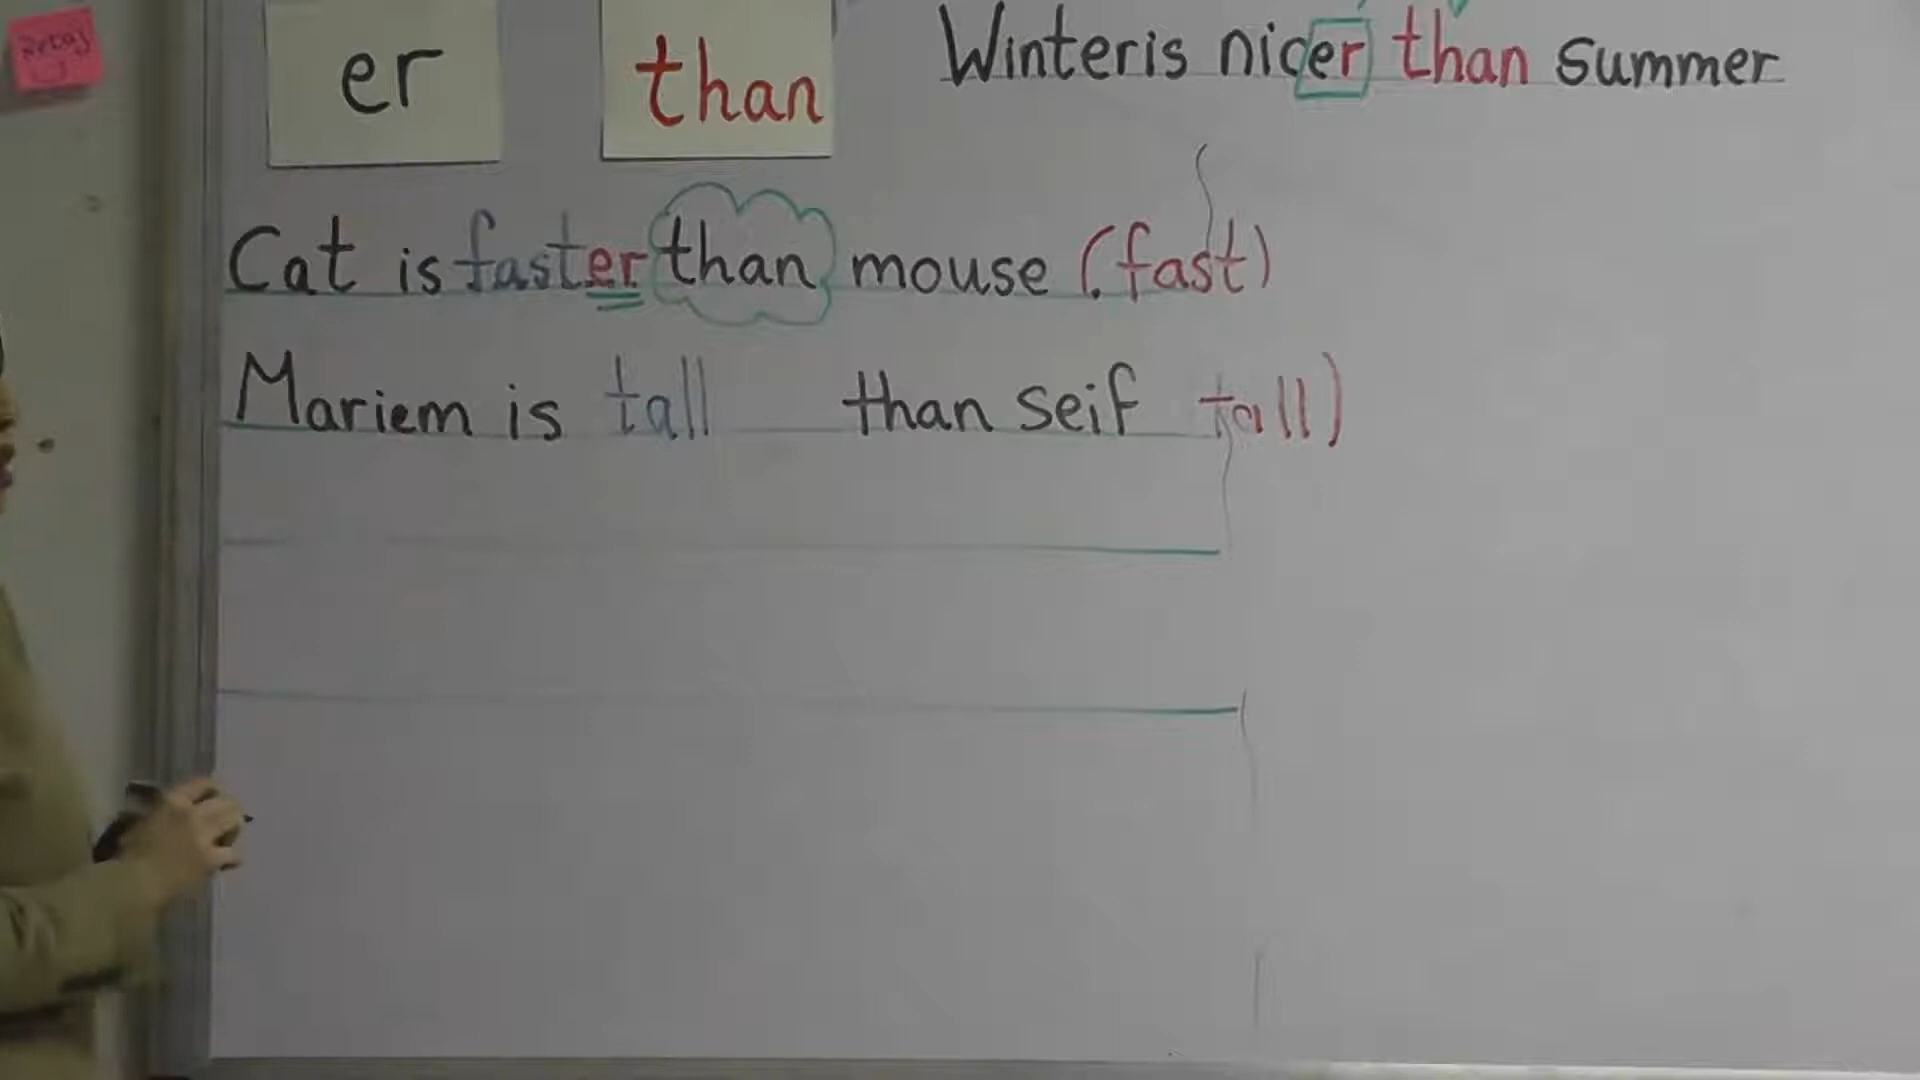 er than
Winter is nicer than summer
Cat is faster than mouse (fast)
Mariem is tall than Seif tall)